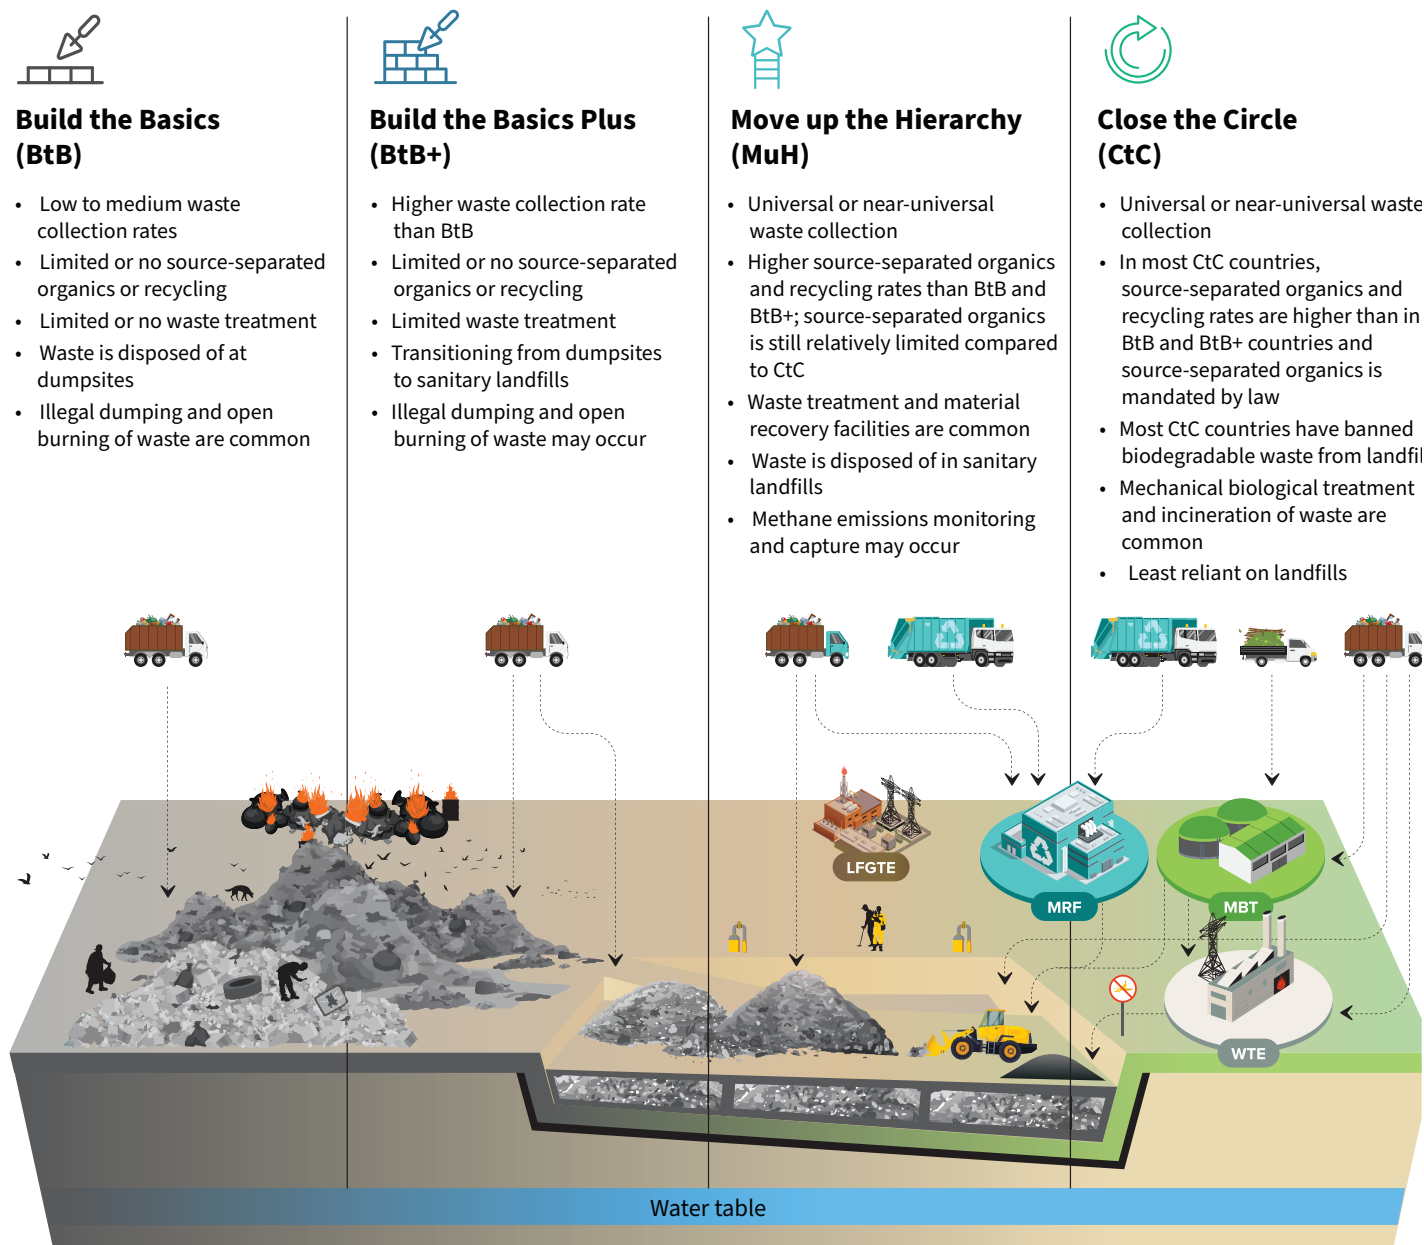 Build the Basics
(BtB)
• Low to medium waste
collection rates
• Limited or no source-separated
organics or recycling
• Limited or no waste treatment
• Waste is disposed of at
dumpsites
• Illegal dumping and open
burning of waste are common
Build the Basics Plus
(BtB+)
• Higher waste collection rate
than BtB
• Limited or no source-separated
organics or recycling
• Limited waste treatment
• Transitioning from dumpsites
to sanitary landfills
• Illegal dumping and open
burning of waste may occur
Move up the Hierarchy
(MuH)
• Universal or near-universal
waste collection
• Higher source-separated organics
and recycling rates than BtB and
BtB+; source-separated organics
is still relatively limited compared
to CtC
• Waste treatment and material
recovery facilities are common
• Waste is disposed of in sanitary
landfills
• Methane emissions monitoring
and capture may occur
Close the Circle
(CtC)
• Universal or near-universal waste
collection
• In most CtC countries,
source-separated organics and
recycling rates are higher than in
BtB and BtB+ countries and
source-separated organics is
mandated by law
• Most CtC countries have banned
biodegradable waste from
• Mechanical biological treatment
and incineration of waste are
common
• Least reliant on landfills
LFGTE
MRF
MBT
WTE
Water table